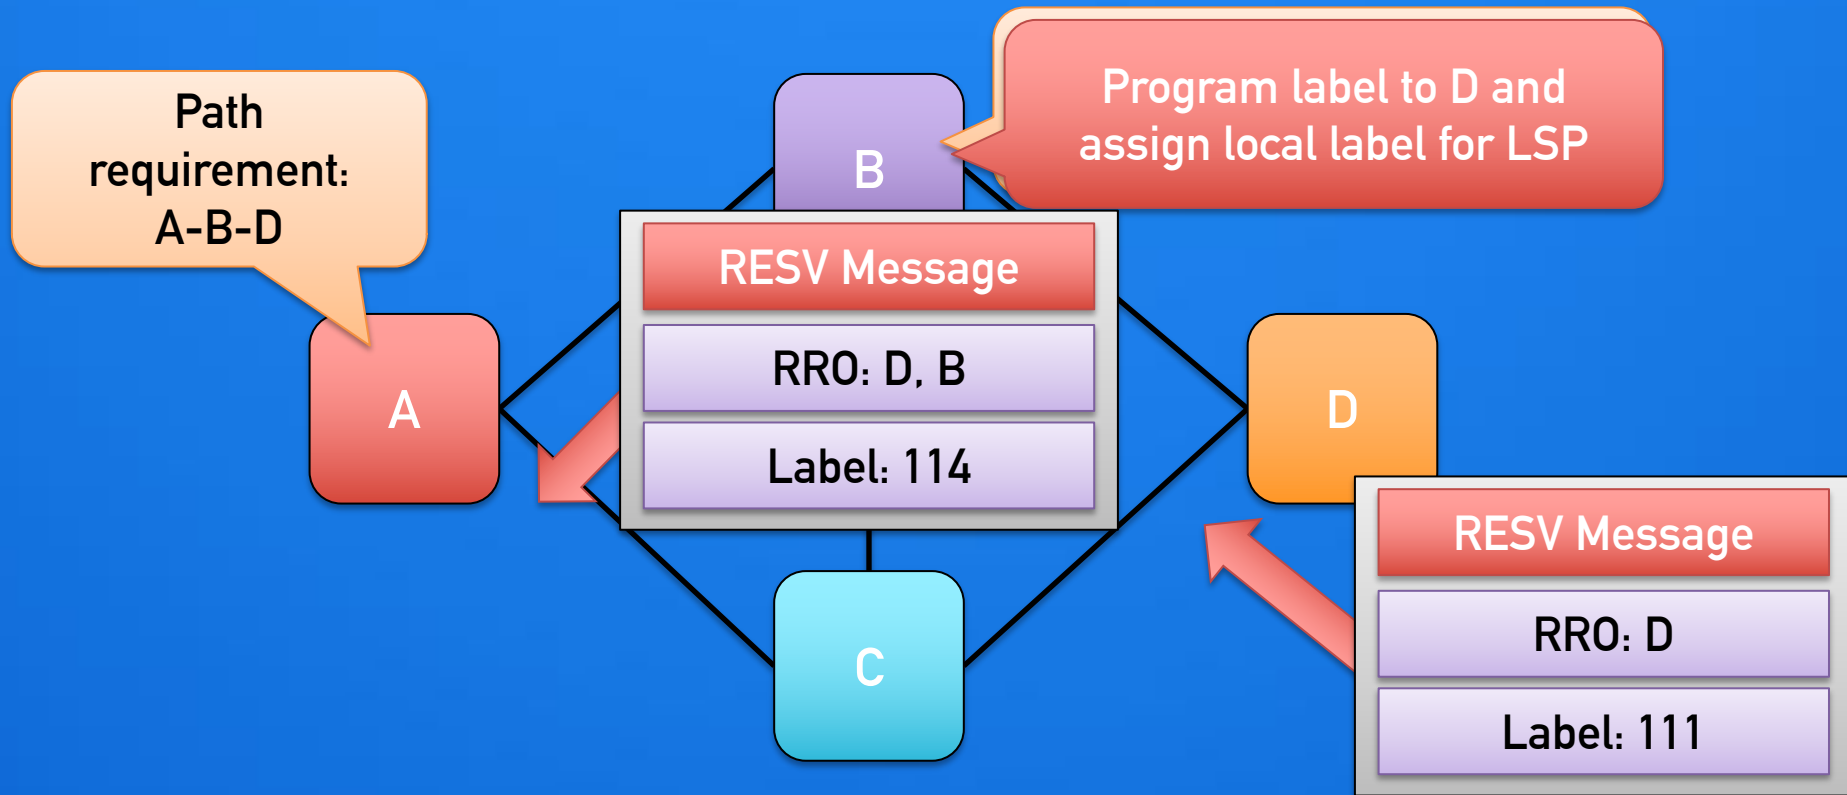 Path
requirement:
A-B-D
Program label to D and
assign local label for LSP
B
RESV Message
RRO: D, B
Label: 114
A
D
RESV Message
RRO: D
Label: 111
C